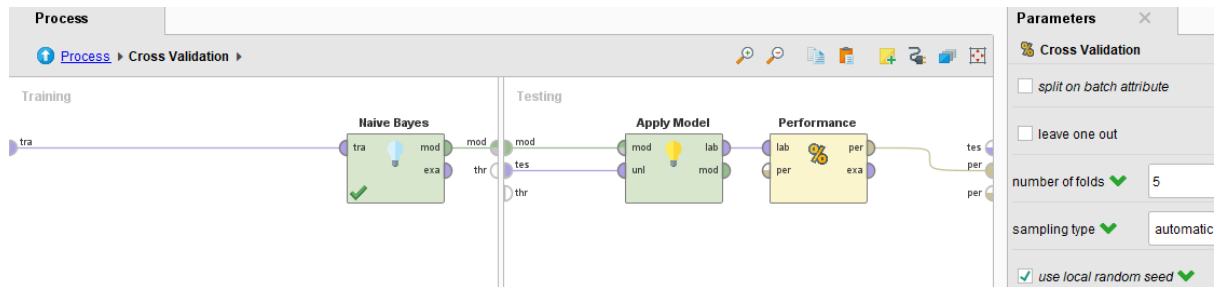 Process
Process ▸ Cross Validation ▸
Training
tra
Naive Bayes
tra mod
exa
mod
thr
Testing
mod
tes
thr
Apply Model
mod lab
unl mod
Performance
lab per
per exa
tes
per
per
Parameters
Cross Validation
split on batch attribute
leave one out
number of folds 5
sampling type automatic
use local random seed